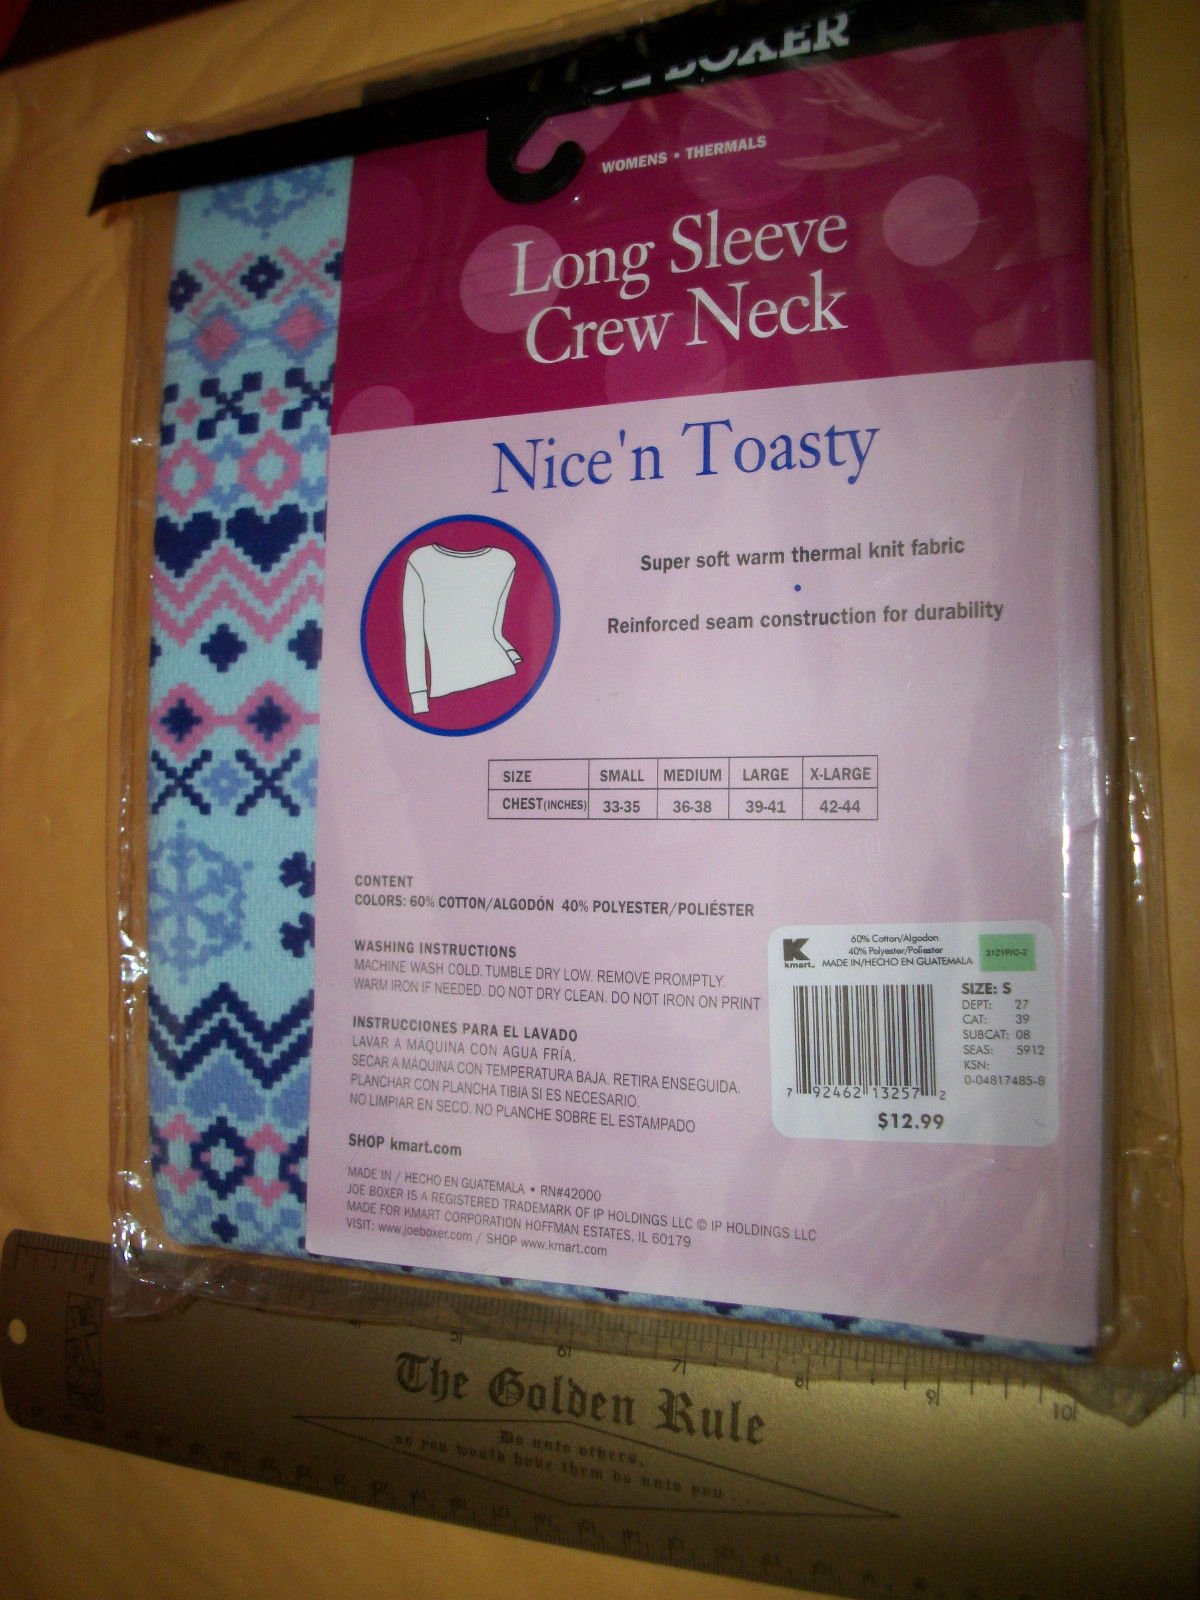 BOXER
WOMENS • THERMALS
Long Sleeve
Crew Neck
Nice'n Toasty
Super soft warm thermal knit fabric
•
Reinforced seam construction for durability
SIZE SMALL MEDIUM LARGE X-LARGE
CHEST(INCHES) 33-35 36-38 39-41 42-44
CONTENT
COLORS: 60% COTTON/ALGODÓN 40% POLYESTER/POLIÉSTER
WASHING INSTRUCTIONS
MACHINE WASH COLD. TUMBLE DRY LOW. REMOVE PROMPTLY.
WARM IRON IF NEEDED. DO NOT DRY CLEAN. DO NOT IRON ON PRINT
INSTRUCCIONES PARA EL LAVADO
LAVAR A MÁQUINA CON AGUA FRÍA.
SECAR A MÁQUINA CON TEMPERATURA BAJA. RETIRA ENSEGUIDA.
PLANCHAR CON PLANCHA TIBIA SI ES NECESARIO.
NO LIMPIAR EN SECO. NO PLANCHE SOBRE EL ESTAMPADO
SHOP kmart.com
MADE IN / HECHO EN GUATEMALA • RN#42000
JOE BOXER IS A REGISTERED TRADEMARK OF IP HOLDINGS LLC © IP HOLDINGS LLC
MADE FOR KMART CORPORATION HOFFMAN ESTATES, IL 60179
VISIT: www.joeboxer.com / SHOP www.kmart.com
K
kmart
60% Cotton/Algodon
40% Polyester/Poliester
MADE IN/HECHO EN GUATEMALA
3121PIC-2
SIZE: S
DEPT: 27
CAT: 39
SUBCAT: 08
SEAS: 5912
KSN:
0-04817485-8
7 92462 13257 2
$12.99
5 6 7 8 9 10
The Golden Rule
Do unto others,
as you would have them do unto you . . .